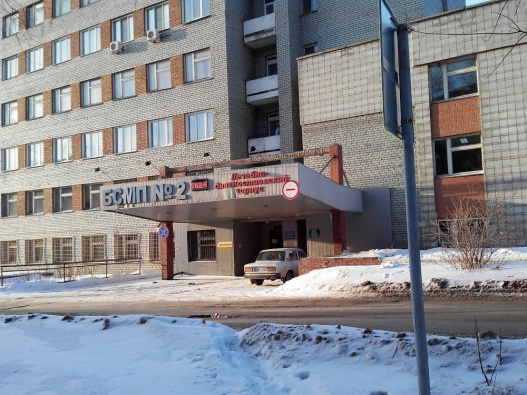 БСМП №2
Лечебно
диагностический
корпус